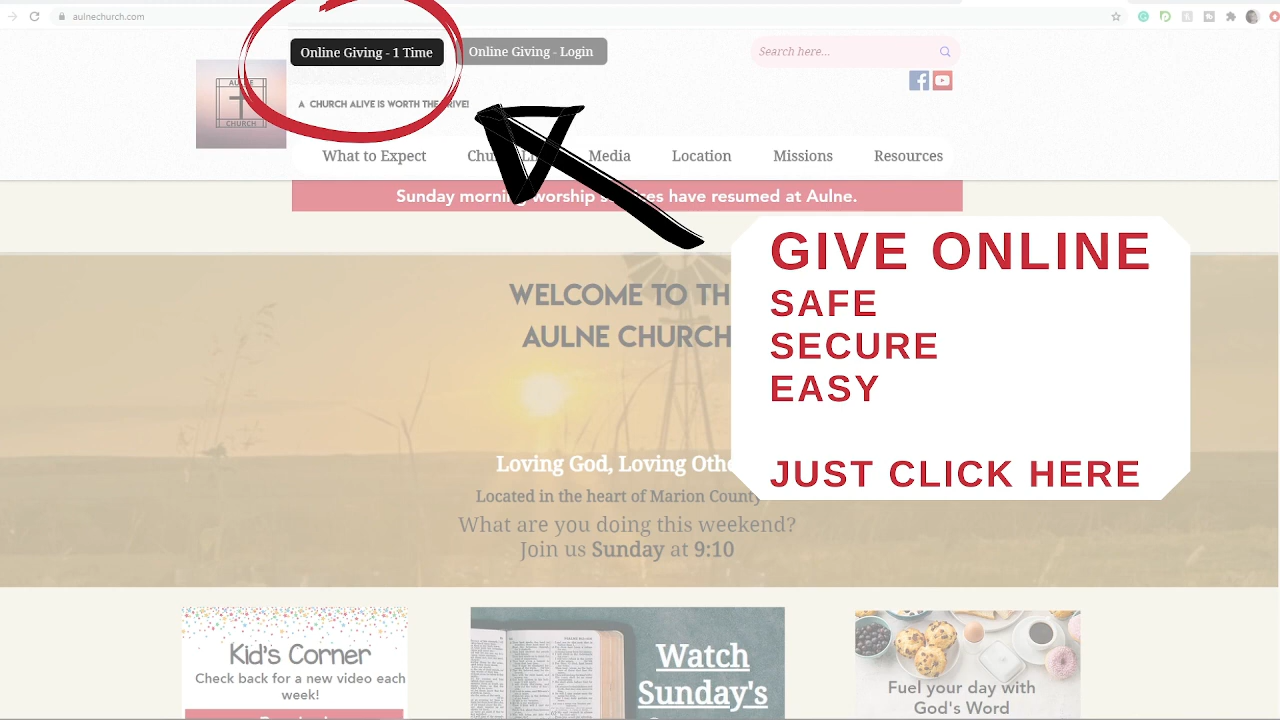 aulnechurch.com
Online Giving - 1 Time
Online Giving - Login
Search here...
AULNE
CHURCH
A CHURCH ALIVE IS WORTH THE DRIVE!
What to Expect
Media
Location
Missions
Resources
Sunday morning worship services have resumed at Aulne.
GIVE ONLINE
SAFE
SECURE
EASY
JUST CLICK HERE
WELCOME TO TH
AULNE CHURCH
Loving God, Loving Othe
Located in the heart of Marion County
What are you doing this weekend?
Join us Sunday at 9:10
Kid's Corner
Check back for a new video each
week!
Watch
Sunday's
Fuel your day with
God's Word